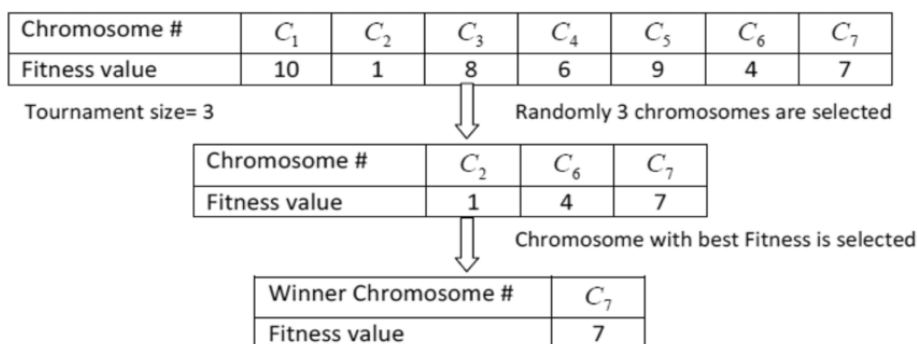 Chromosome # C₁ C₂ C₃ C₄ C₅ C₆ C₇
Fitness value 10 1 8 6 9 4 7
Tournament size= 3 Randomly 3 chromosomes are selected
Chromosome # C₂ C₆ C₇
Fitness value 1 4 7
Chromosome with best Fitness is selected
Winner Chromosome # C₇
Fitness value 7